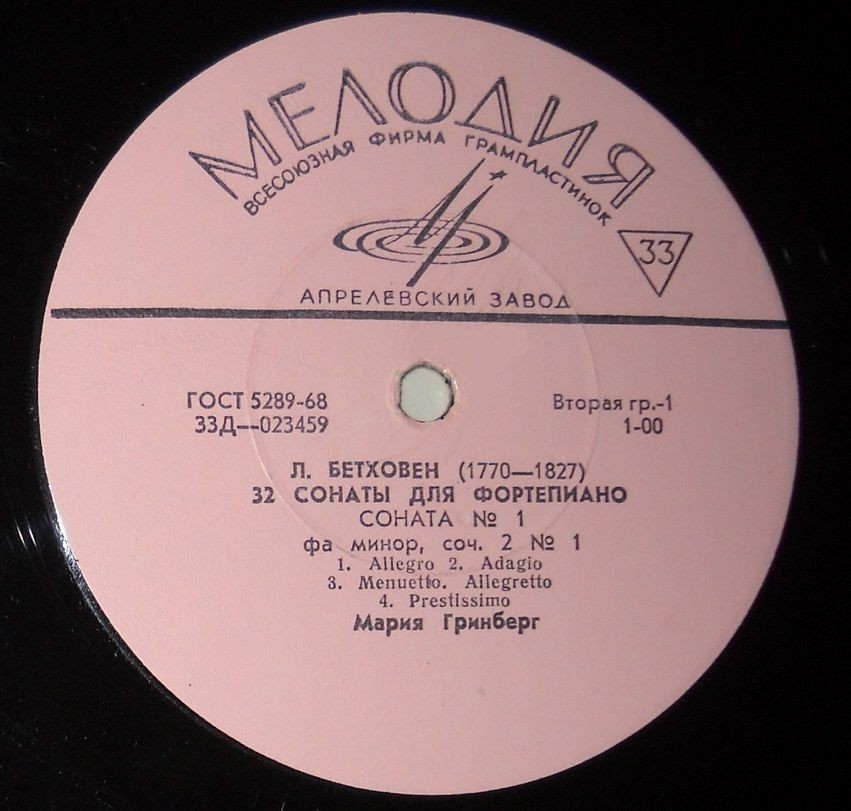 МЕЛОДИЯ
ВСЕСОЮЗНАЯ ФИРМА ГРАМПЛАСТИНОК
33
АПРЕЛЕВСКИЙ ЗАВОД
ГОСТ 5289-68 Вторая гр.-1
33Д—023459 1-00
Л. БЕТХОВЕН (1770—1827)
32 СОНАТЫ ДЛЯ ФОРТЕПИАНО
СОНАТА № 1
фа минор, соч. 2 № 1
1. Allegro 2. Adagio
3. Menuetto. Allegretto
4. Prestissimo
Мария Гринберг